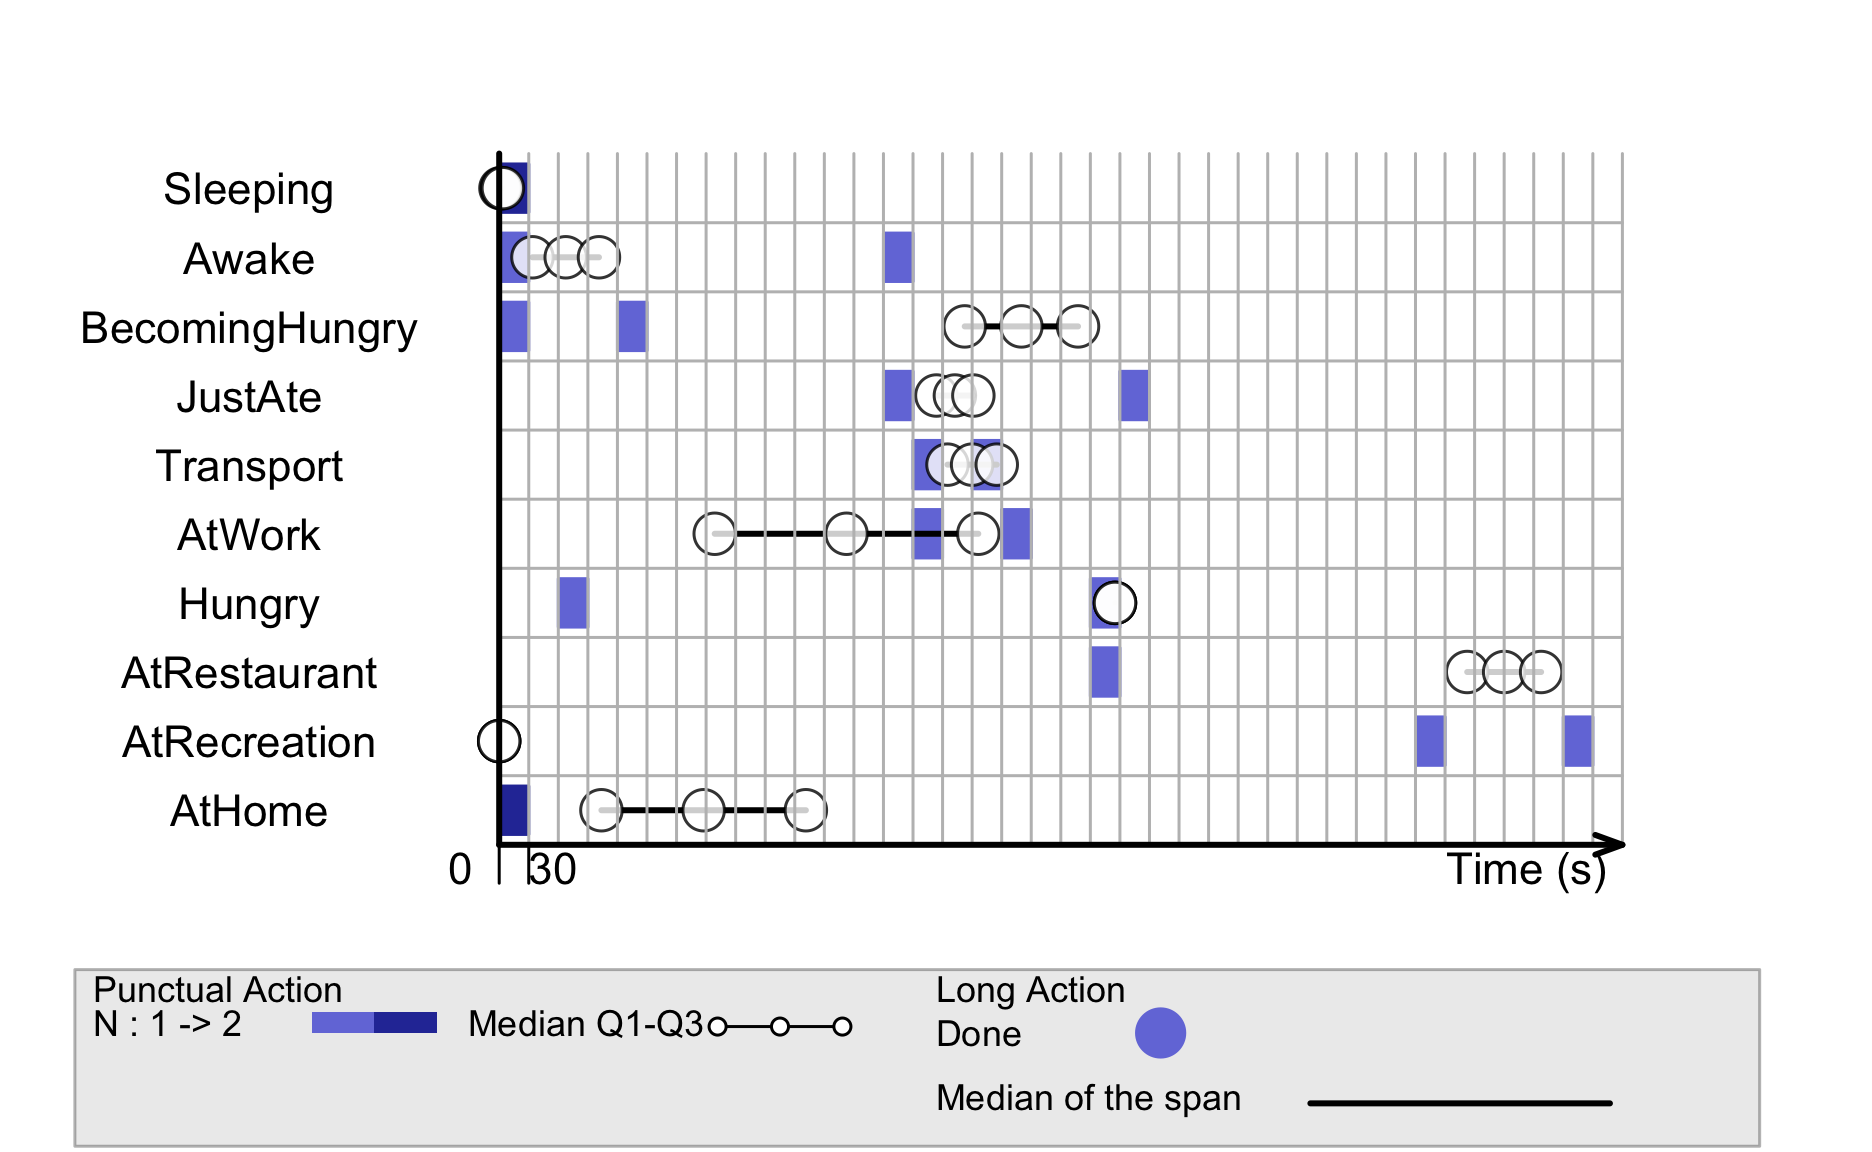 Sleeping
Awake
BecomingHungry
JustAte
Transport
AtWork
Hungry
AtRestaurant
AtRecreation
AtHome
0 30 Time (s)
Punctual Action
N : 1 -> 2 Median Q1-Q3
Long Action
Done
Median of the span